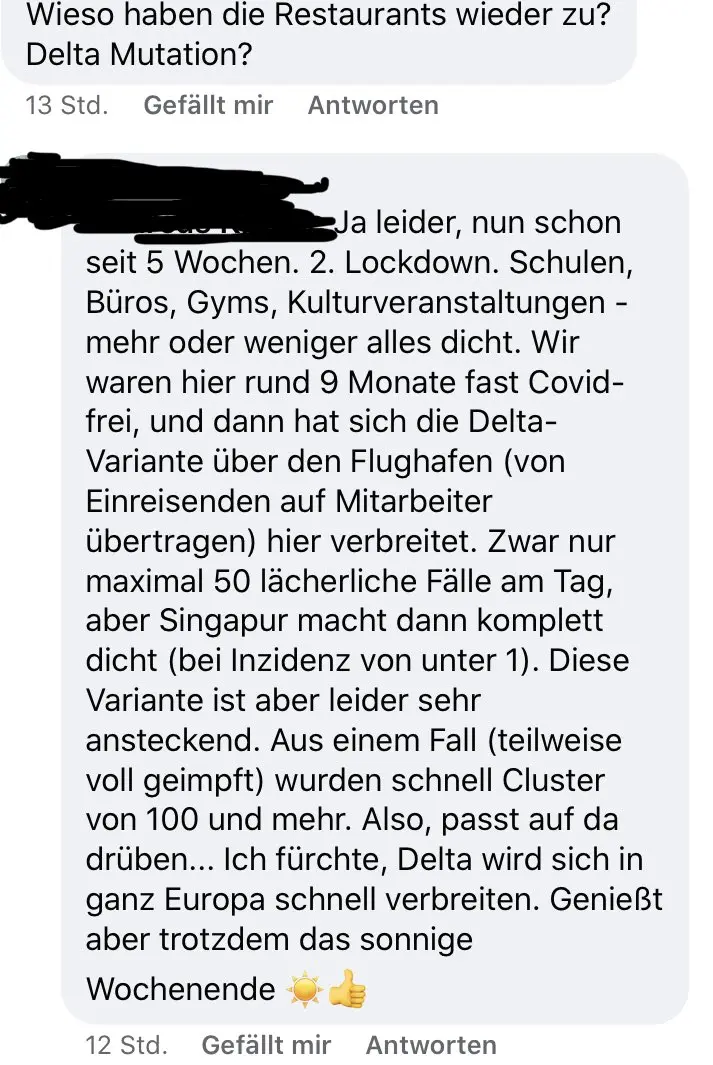 Wieso haben die Restaurants wieder zu?
Delta Mutation?
13 Std. Gefällt mir Antworten
Ja leider, nun schon
seit 5 Wochen. 2. Lockdown. Schulen,
Büros, Gyms, Kulturveranstaltungen -
mehr oder weniger alles dicht. Wir
waren hier rund 9 Monate fast Covid-
frei, und dann hat sich die Delta-
Variante über den Flughafen (von
Einreisenden auf Mitarbeiter
übertragen) hier verbreitet. Zwar nur
maximal 50 lächerliche Fälle am Tag,
aber Singapur macht dann komplett
dicht (bei Inzidenz von unter 1). Diese
Variante ist aber leider sehr
ansteckend. Aus einem Fall (teilweise
voll geimpft) wurden schnell Cluster
von 100 und mehr. Also, passt auf da
drüben... Ich fürchte, Delta wird sich in
ganz Europa schnell verbreiten. Genießt
aber trotzdem das sonnige
Wochenende ☀️👍
12 Std. Gefällt mir Antworten